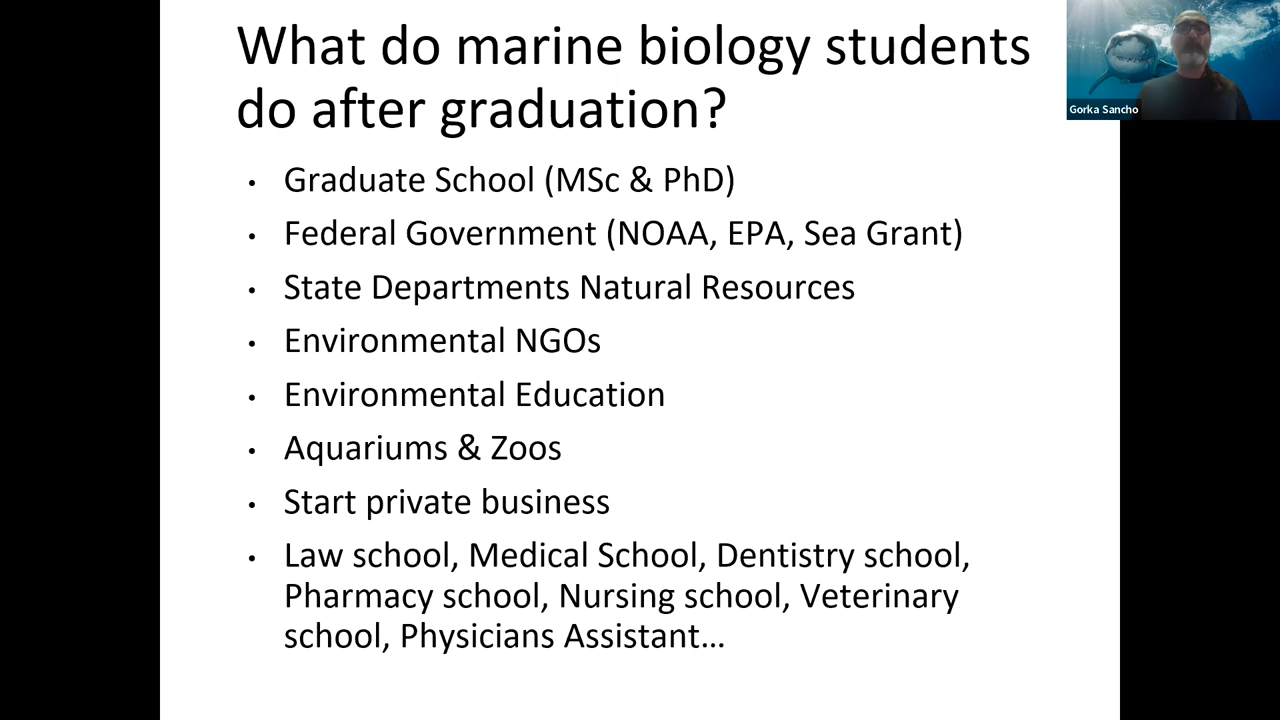 What do marine biology students
do after graduation?
Gorka Sancho
• Graduate School (MSc & PhD)
• Federal Government (NOAA, EPA, Sea Grant)
• State Departments Natural Resources
• Environmental NGOs
• Environmental Education
• Aquariums & Zoos
• Start private business
• Law school, Medical School, Dentistry school,
Pharmacy school, Nursing school, Veterinary
school, Physicians Assistant...